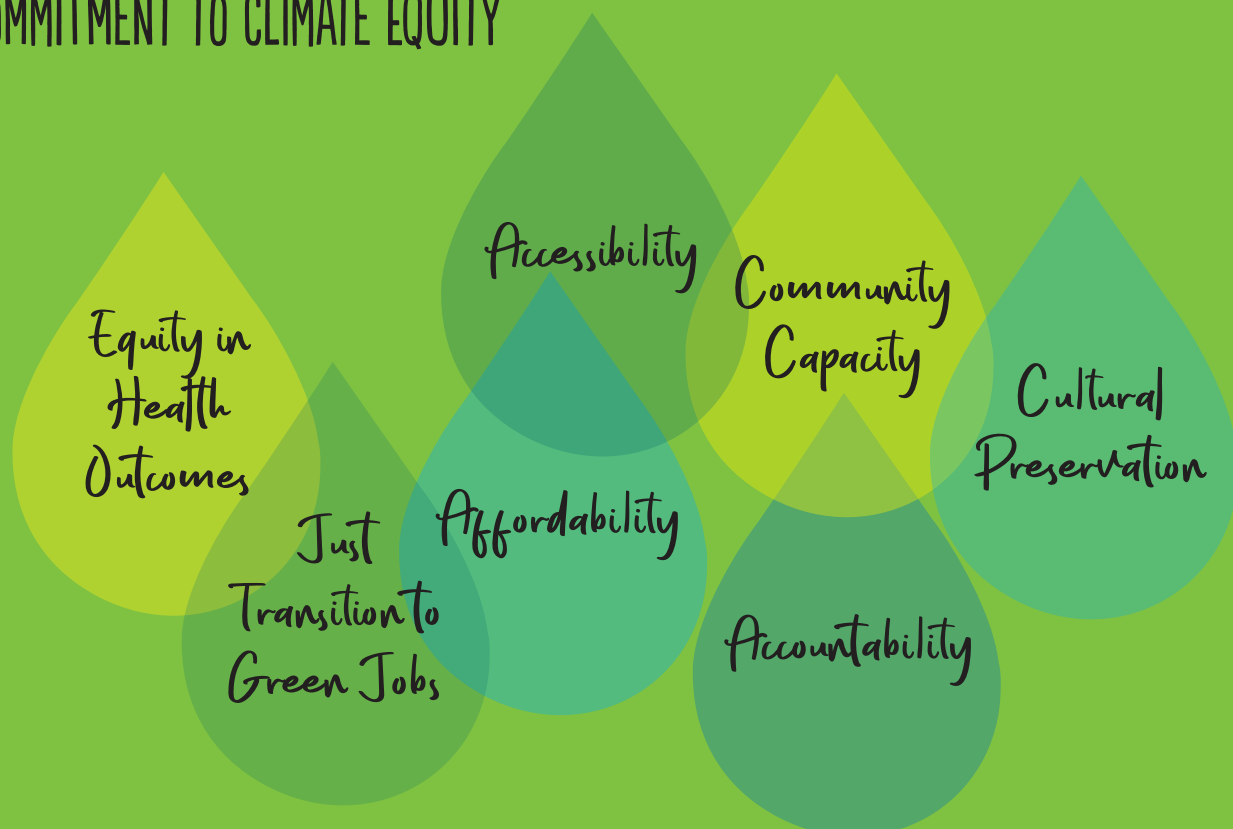 OMMITMENT TO CLIMATE EQUITY
Equity in
Health
Outcomes
Just
Transition to
Green Jobs
Accessibility
Affordability
Community
Capacity
Accountability
Cultural
Preservation